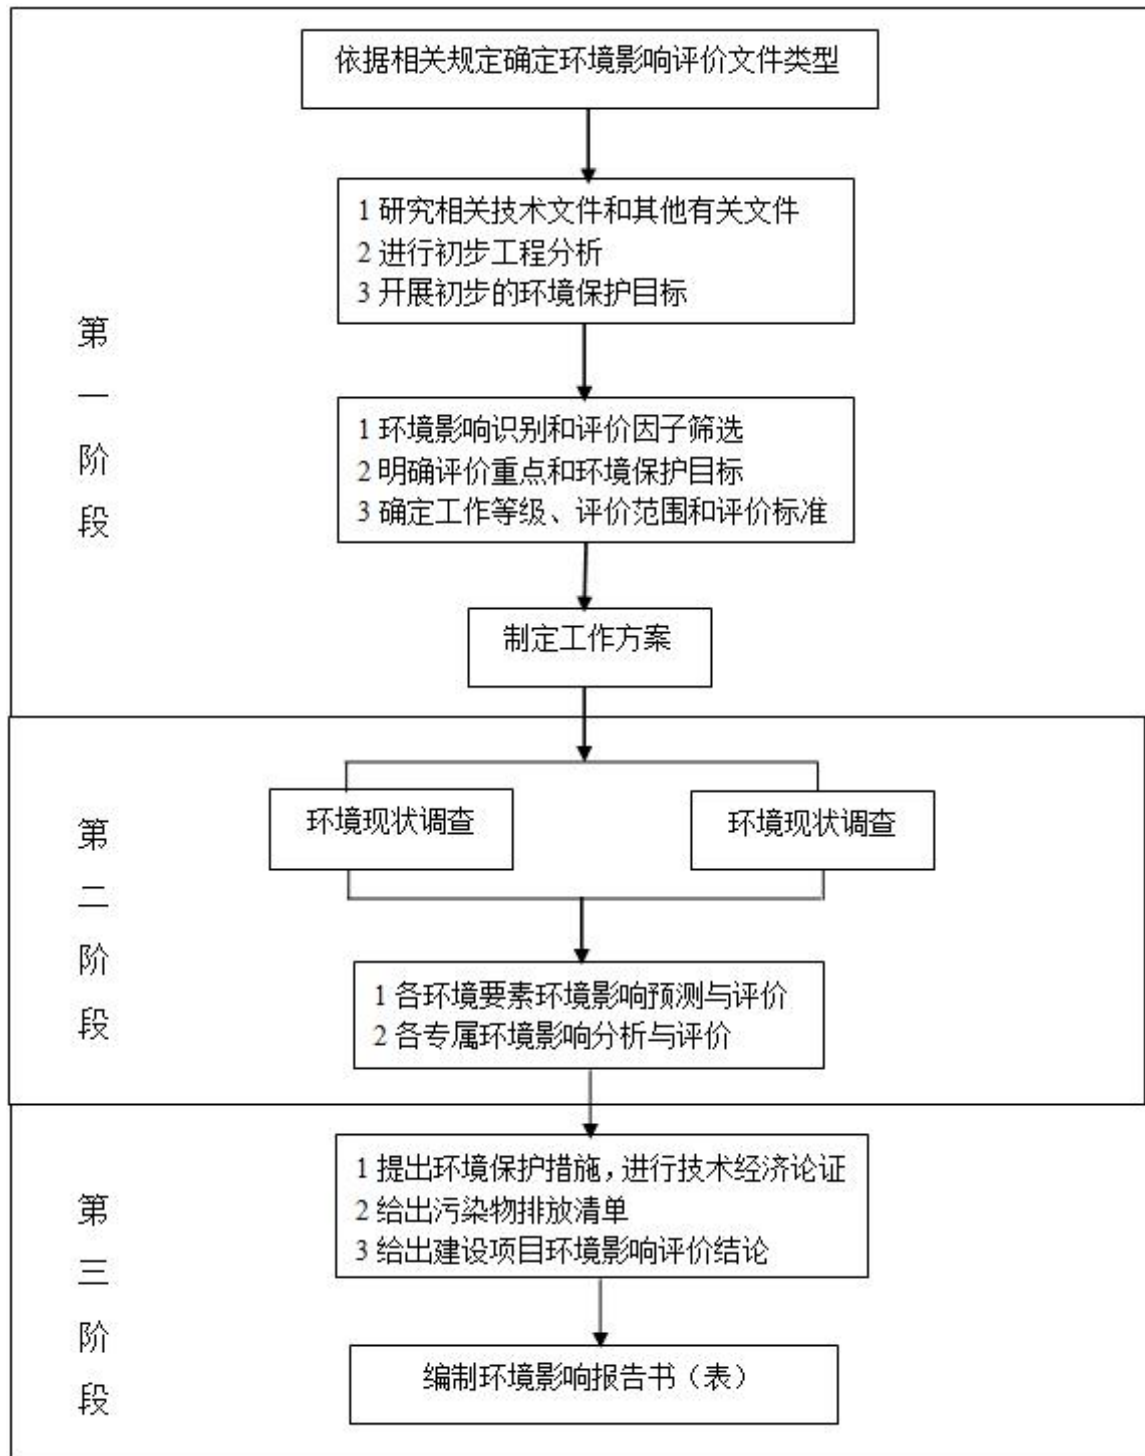 依据相关规定确定环境影响评价文件类型
1 研究相关技术文件和其他有关文件
2 进行初步工程分析
3 开展初步的环境保护目标
第一阶段
1 环境影响识别和评价因子筛选
2 明确评价重点和环境保护目标
3 确定工作等级、评价范围和评价标准
制定工作方案
第二阶段
环境现状调查
环境现状调查
1 各环境要素环境影响预测与评价
2 各专属环境影响分析与评价
第三阶段
1 提出环境保护措施，进行技术经济论证
2 给出污染物排放清单
3 给出建设项目环境影响评价结论
编制环境影响报告书（表）